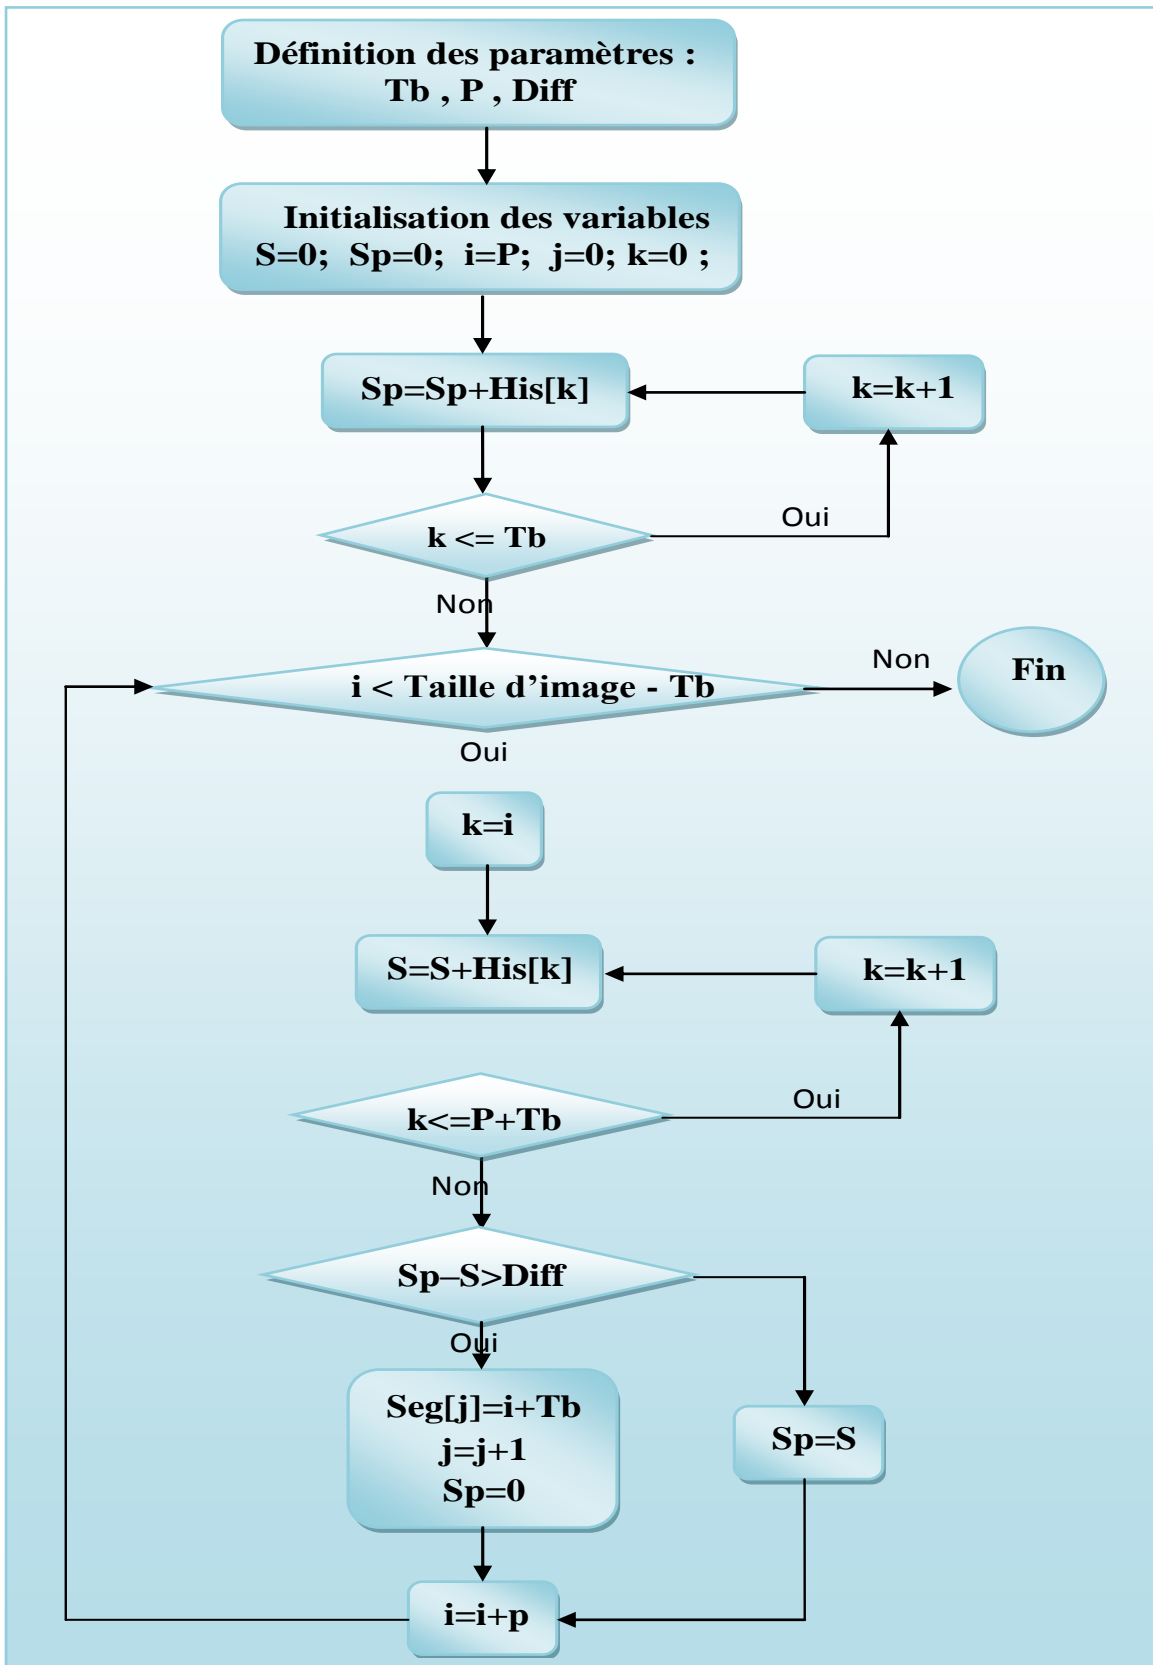 Définition des paramètres :
Tb , P , Diff
Initialisation des variables
S=0; Sp=0; i=P; j=0; k=0 ;
Sp=Sp+His[k]
k=k+1
k <= Tb
Oui
Non
i < Taille d'image - Tb
Non
Fin
Oui
k=i
S=S+His[k]
k=k+1
k<=P+Tb
Oui
Non
Sp–S>Diff
Oui
Seg[j]=i+Tb
j=j+1
Sp=0
Sp=S
i=i+p